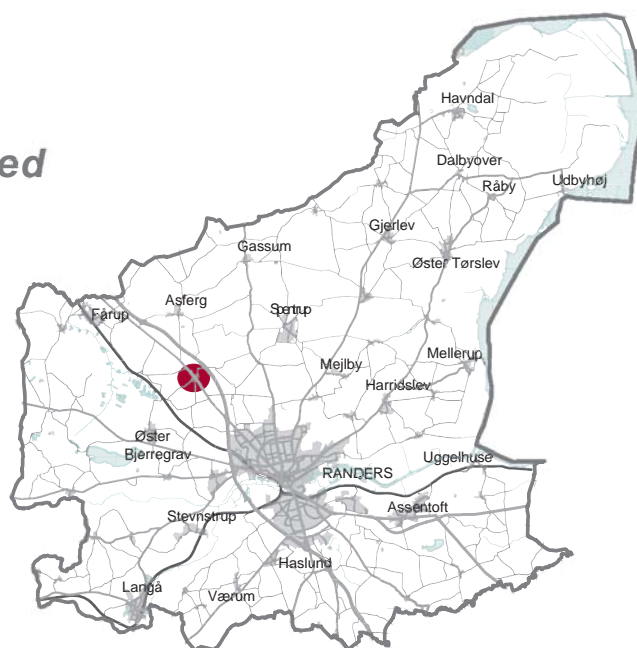 ed
Havndal
Dalbyover
Råby
Udbyhøj
Gjerlev
Gassum
Øster Tørslev
Asferg
Spentrup
Fårup
Mejlby
Mellerup
Harridslev
Øster
Bjerregrav
Uggelhuse
RANDERS
Assentoft
Stevnstrup
Haslund
Langå
Værum